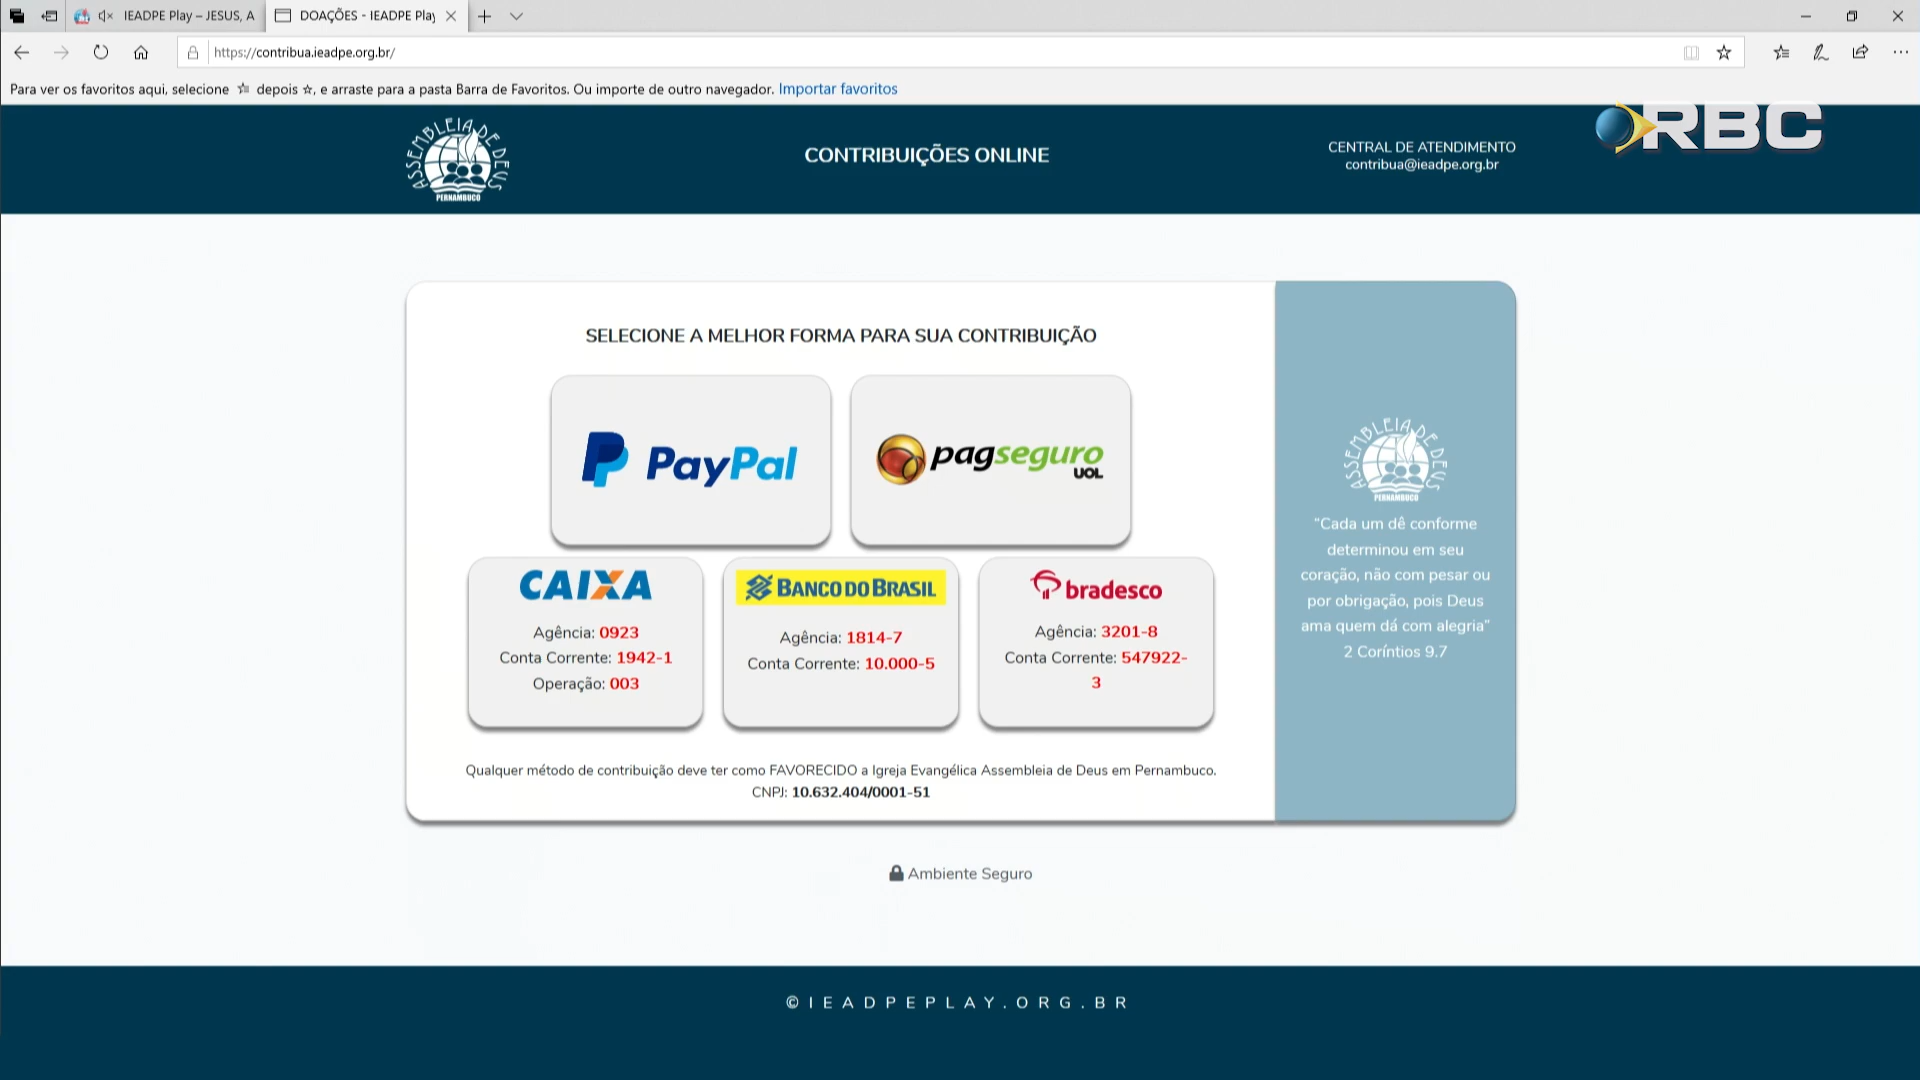 IEADPE Play – JESUS, A
DOAÇÕES - IEADPE Play
https://contribua.ieadpe.org.br/
Para ver os favoritos aqui, selecione depois ☆, e arraste para a pasta Barra de Favoritos. Ou importe de outro navegador. Importar favoritos
ASSEMBLEIA DE DEUS
PERNAMBUCO
CONTRIBUIÇÕES ONLINE
CENTRAL DE ATENDIMENTO
contribua@ieadpe.org.br
RBC
SELECIONE A MELHOR FORMA PARA SUA CONTRIBUIÇÃO
PayPal
pagseguro
UOL
CAIXA
Agência: 0923
Conta Corrente: 1942-1
Operação: 003
BANCO DO BRASIL
Agência: 1814-7
Conta Corrente: 10.000-5
bradesco
Agência: 3201-8
Conta Corrente: 547922-
3
Qualquer método de contribuição deve ter como FAVORECIDO a Igreja Evangélica Assembleia de Deus em Pernambuco.
CNPJ: 10.632.404/0001-51
ASSEMBLEIA DE DEUS
PERNAMBUCO
"Cada um dê conforme
determinou em seu
coração, não com pesar ou
por obrigação, pois Deus
ama quem dá com alegria"
2 Coríntios 9.7
Ambiente Seguro
©IEADPEPLAY.ORG.BR